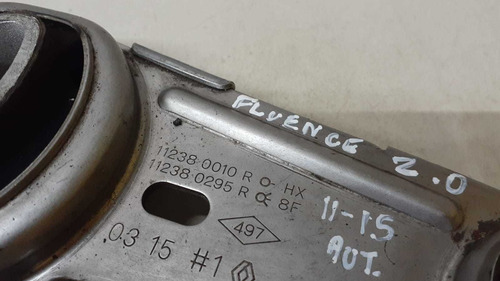 FLUENCE 2.0
11238-0010 R HX
11238-0295 R 8F
11-15
AUT.
497
03 15 #1